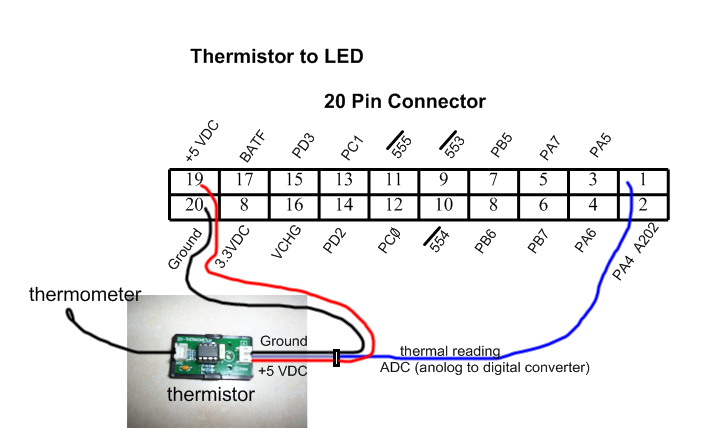 Thermistor to LED
20 Pin Connector
+5 VDC BATF PD3 PC1 555 553 PB5 PA7 PA5
19 17 15 13 11 9 7 5 3 1
20 8 16 14 12 10 8 6 4 2
Ground 3.3VDC VCHG PD2 PCØ 554 PB6 PB7 PA6 PA4 A202
thermometer
Ground
thermal reading
+5 VDC
ADC (anolog to digital converter)
thermistor